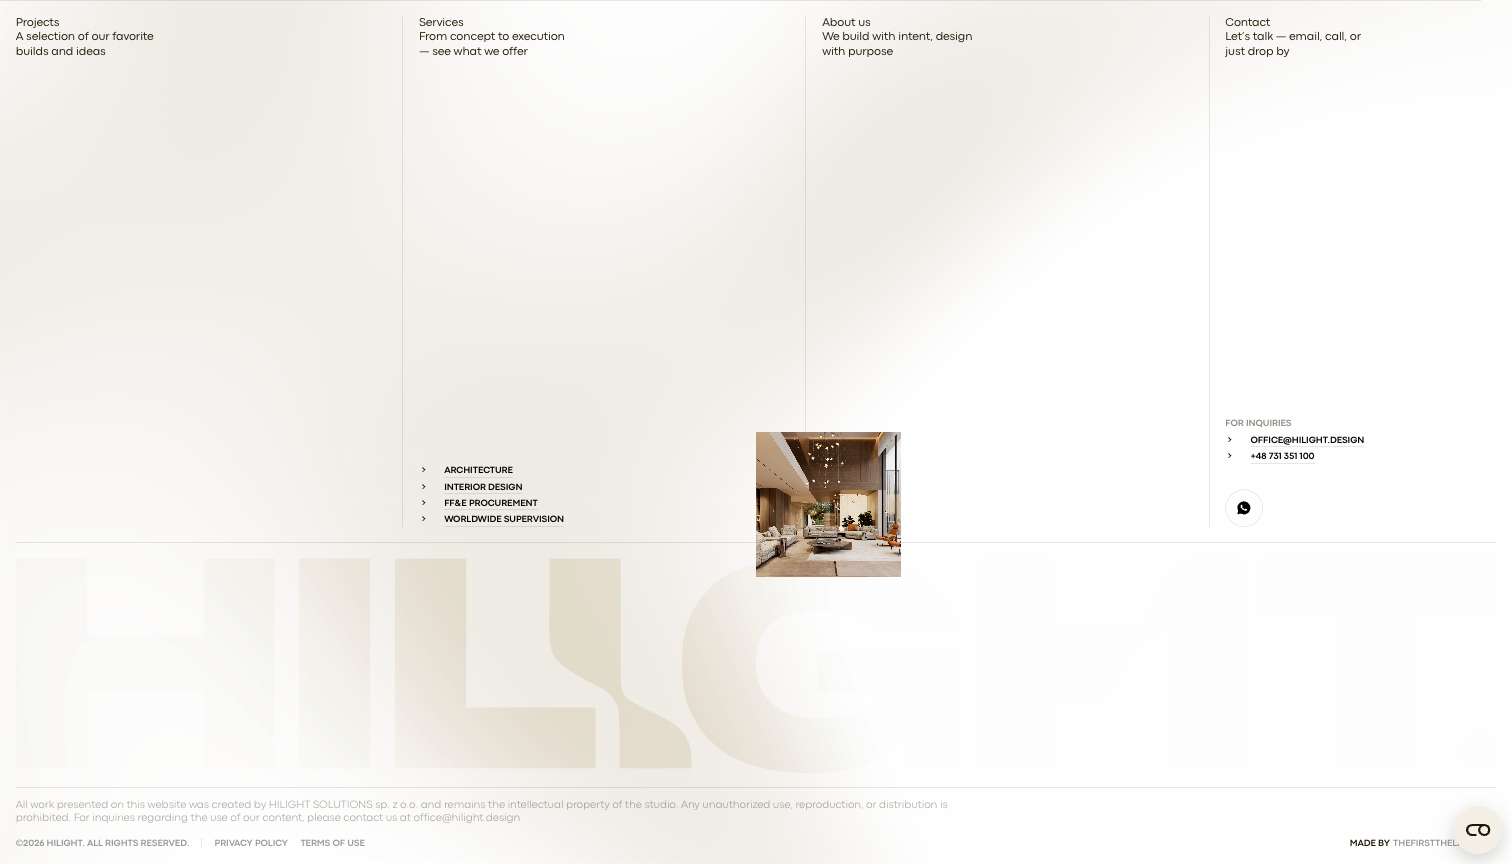 Projects
A selection of our favorite
builds and ideas
Services
From concept to execution
— see what we offer
About us
We build with intent, design
with purpose
Contact
Let's talk — email, call, or
just drop by
ARCHITECTURE
INTERIOR DESIGN
FF&E PROCUREMENT
WORLDWIDE SUPERVISION
FOR INQUIRIES
OFFICE@HILIGHT.DESIGN
+48 731 351 100
HILIGHT.
All work presented on this website was created by HILIGHT SOLUTIONS sp. z o.o. and remains the intellectual property of the studio. Any unauthorized use, reproduction, or distribution is
prohibited. For inquiries regarding the use of our content, please contact us at office@hilight.design
©2026 HILIGHT. ALL RIGHTS RESERVED. PRIVACY POLICY TERMS OF USE
MADE BY